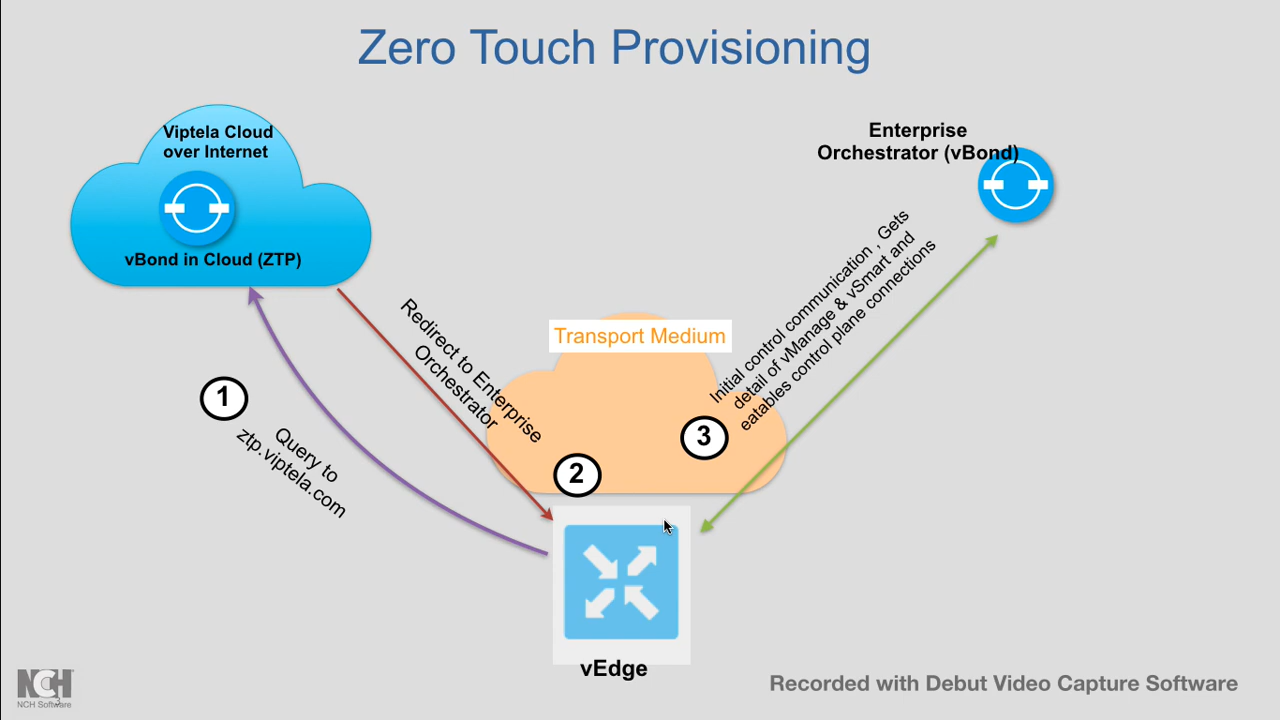 Zero Touch Provisioning
Viptela Cloud
over Internet
vBond in Cloud (ZTP)
Enterprise
Orchestrator (vBond)
Transport Medium
1
Query to
ztp.viptela.com
Redirect to Enterprise
Orchestrator
2
3
Initial control communication , Gets
detail of vManage & vSmart and
eatables control plane connections
vEdge
NCH
NCH Software
3
Recorded with Debut Video Capture Software